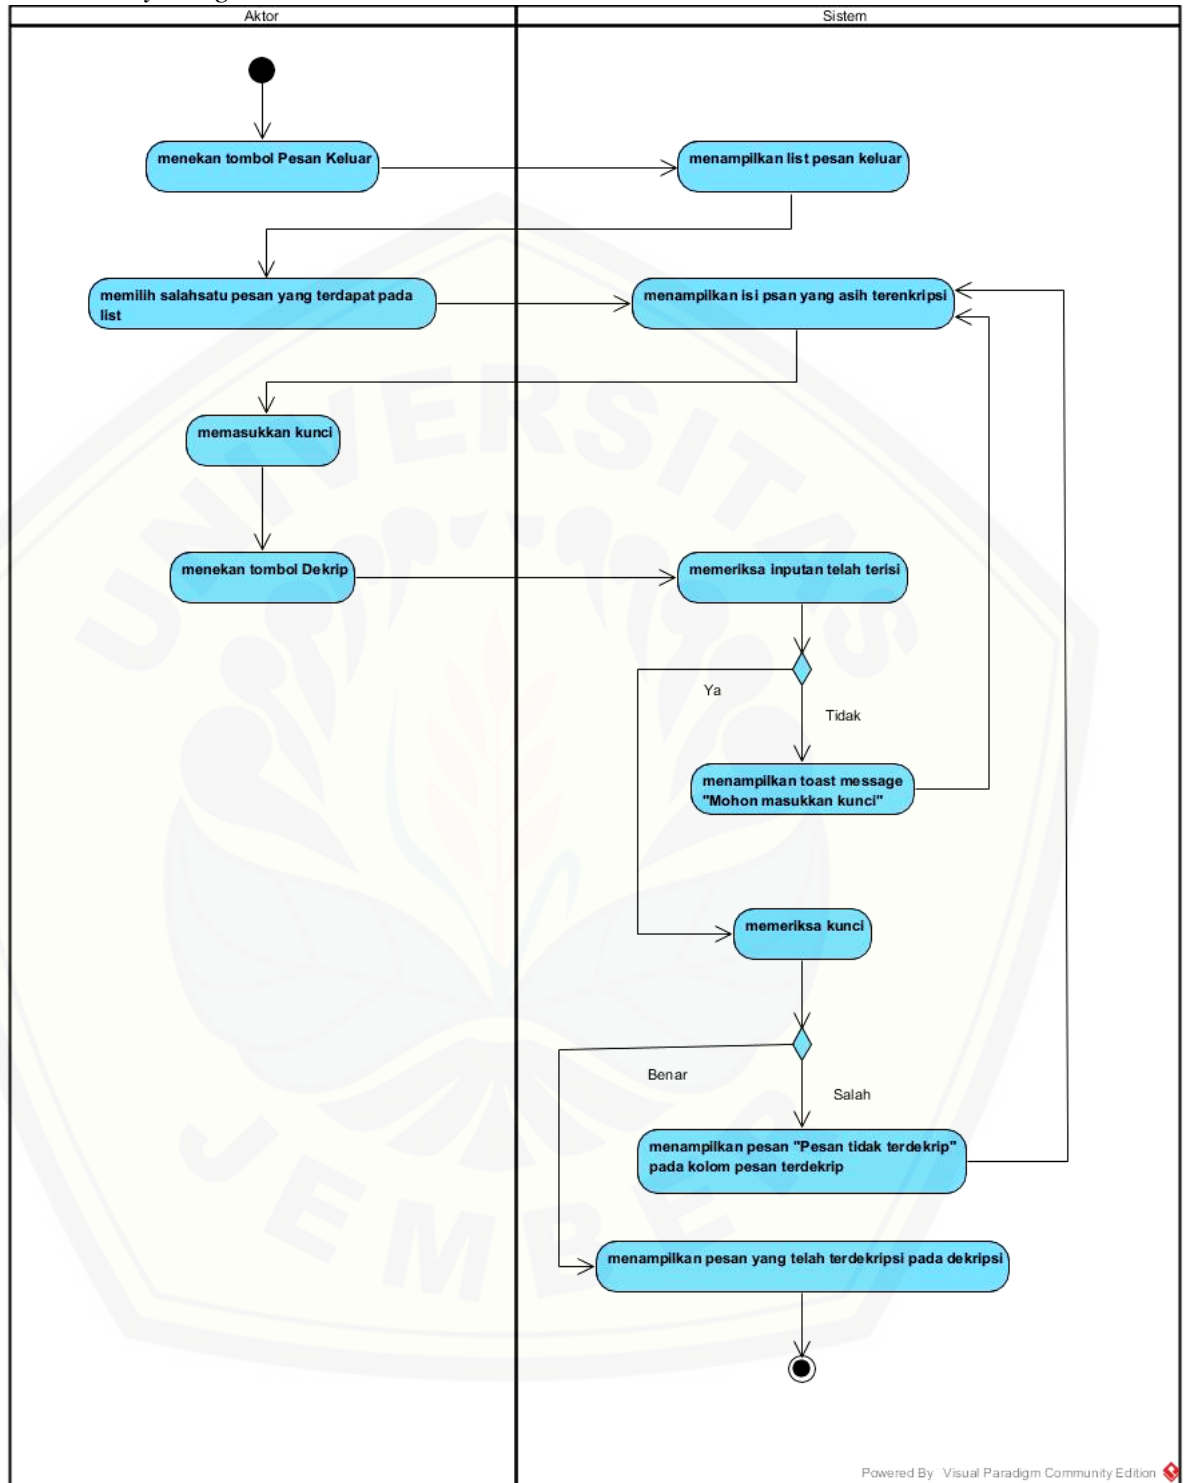 Aktor
Sistem
menekan tombol Pesan Keluar
menampilkan list pesan keluar
memilih salahsatu pesan yang terdapat pada
list
menampilkan isi psan yang asih terenkripsi
memasukkan kunci
menekan tombol Dekrip
memeriksa inputan telah terisi
Ya
Tidak
menampilkan toast message
"Mohon masukkan kunci"
memeriksa kunci
Benar
Salah
menampilkan pesan "Pesan tidak terdekrip"
pada kolom pesan terdekrip
menampilkan pesan yang telah terdekripsi pada dekripsi
UNIVERSITAS
JEMBER
Powered By Visual Paradigm Community Edition